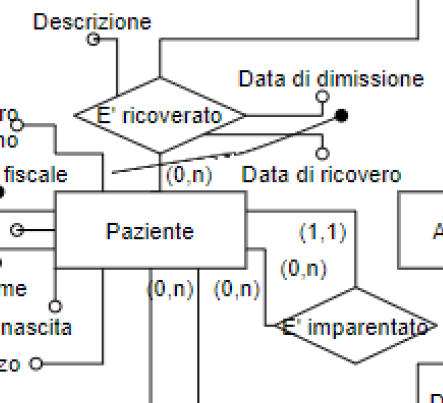 Descrizione
Data di dimissione
E' ricoverato
fiscale
(0,n)
Data di ricovero
Paziente
(1,1)
(0,n)
(0,n)
(0,n)
nascita
E' imparentato